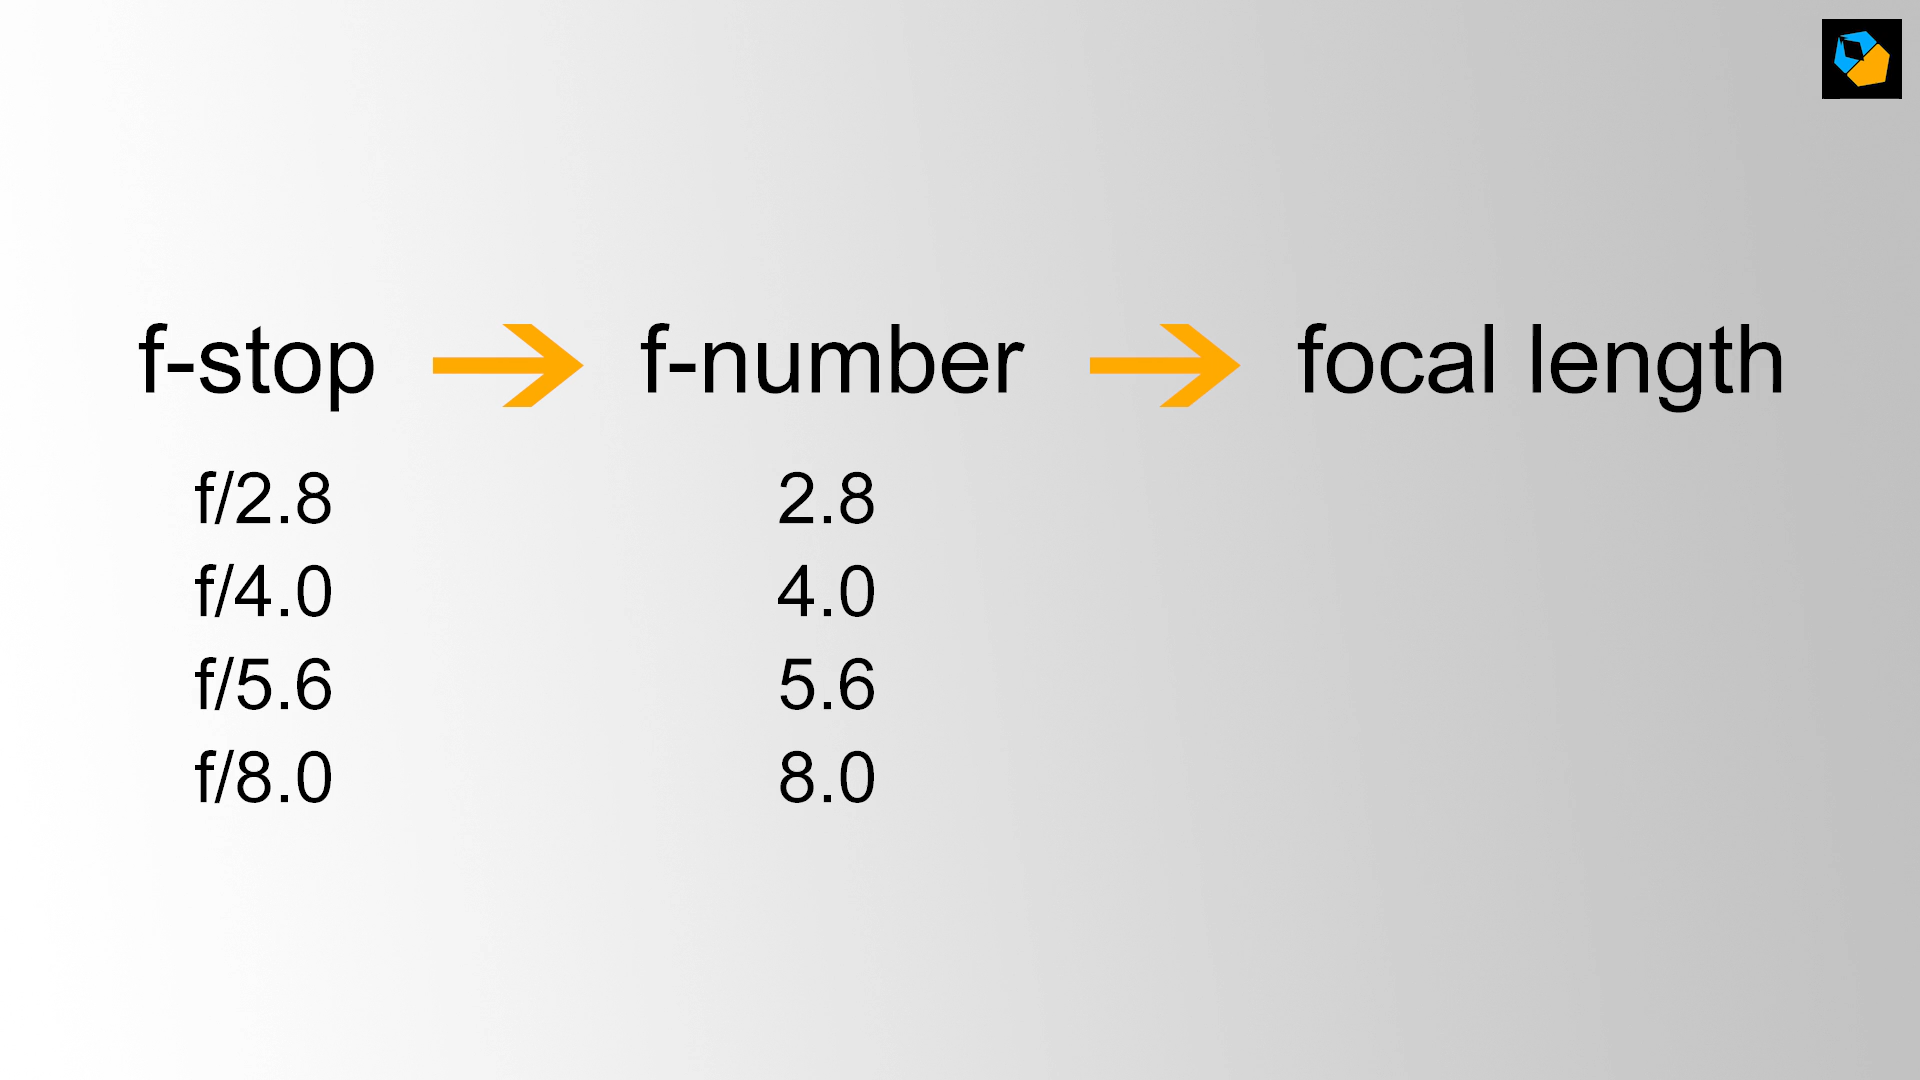 f-stop → f-number → focal length
f/2.8 2.8
f/4.0 4.0
f/5.6 5.6
f/8.0 8.0